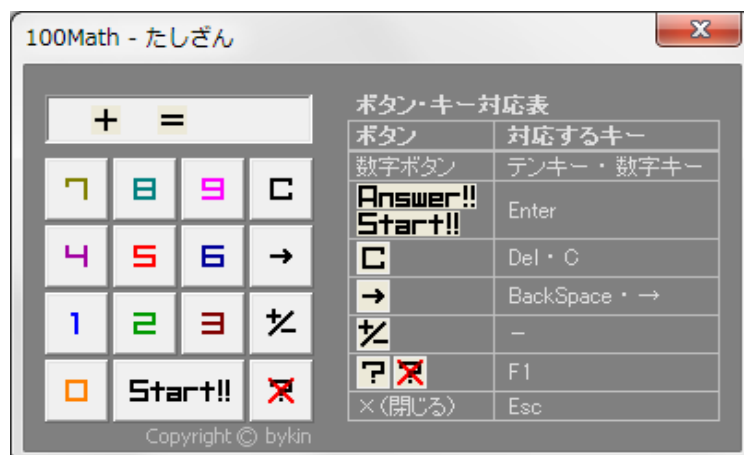 100Math - たしざん
+ =
7 8 9 C
4 5 6 →
1 2 3 +/-
0 Start!! ?
Copyright © bykin
ボタン・キー対応表
ボタン 対応するキー
数字ボタン テンキー・数字キー
Answer!!
Start!! Enter
C Del・C
→ BackSpace・→
+/- −
? ? F1
×(閉じる) Esc